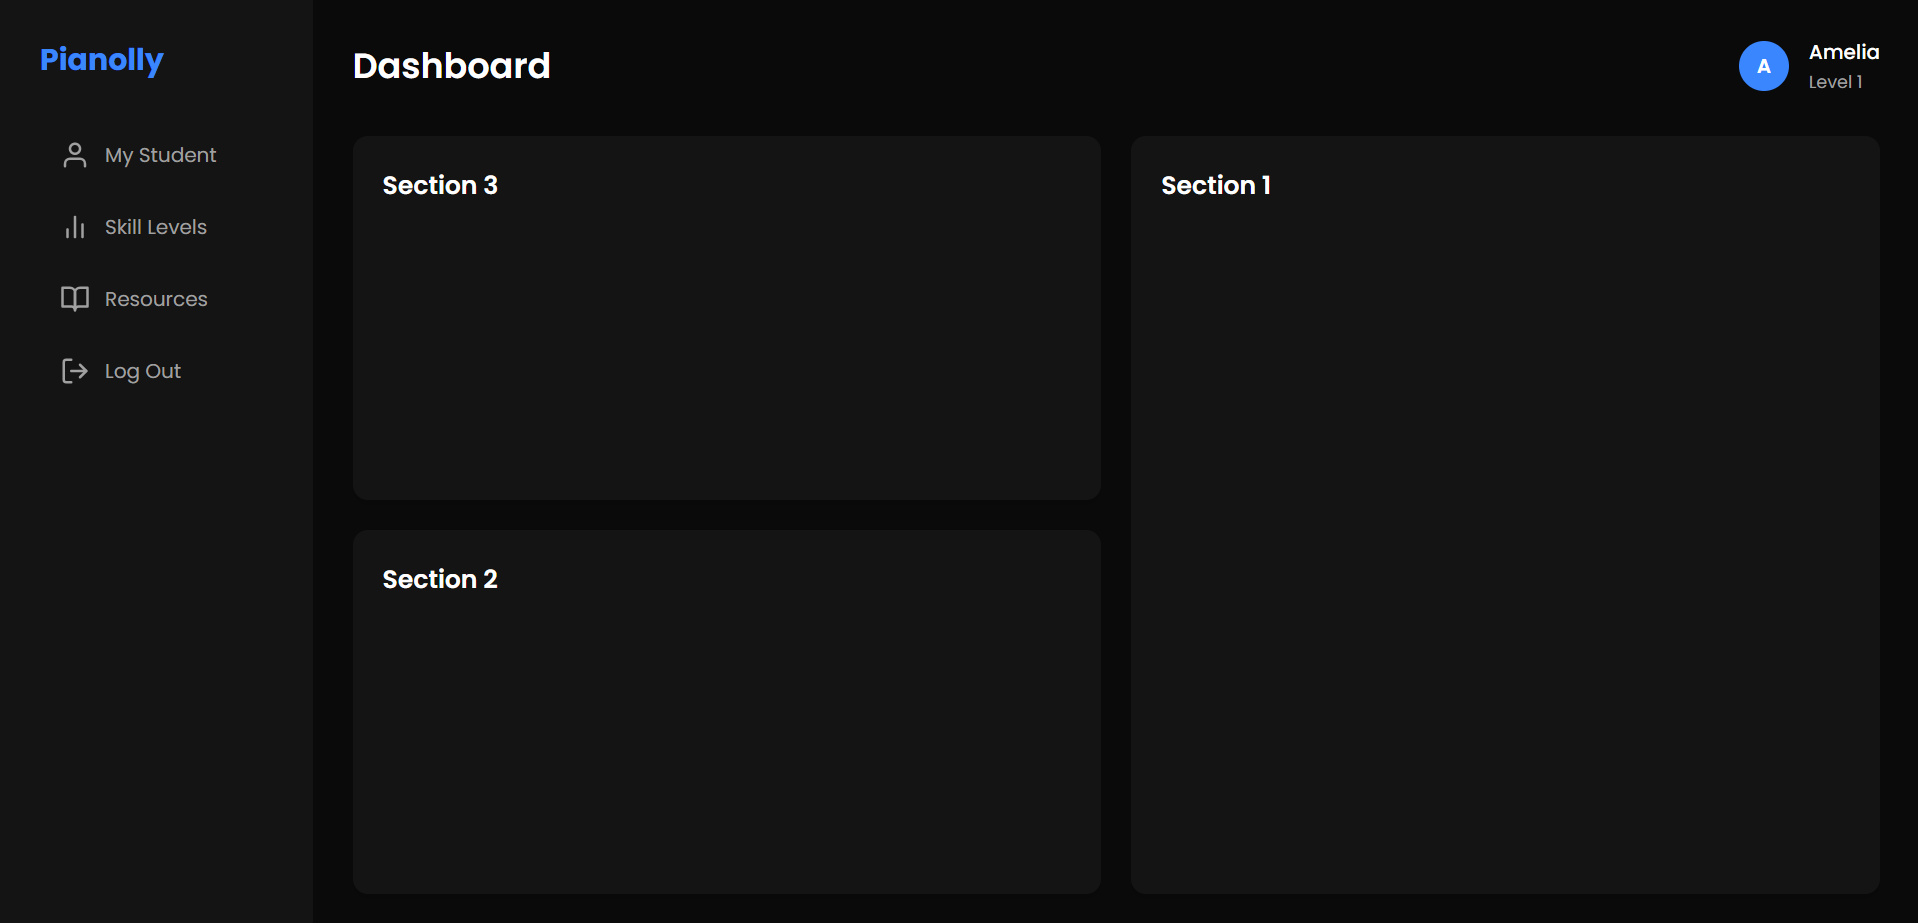 Pianolly
My Student
Skill Levels
Resources
Log Out
Dashboard
A
Amelia
Level 1
Section 3
Section 1
Section 2